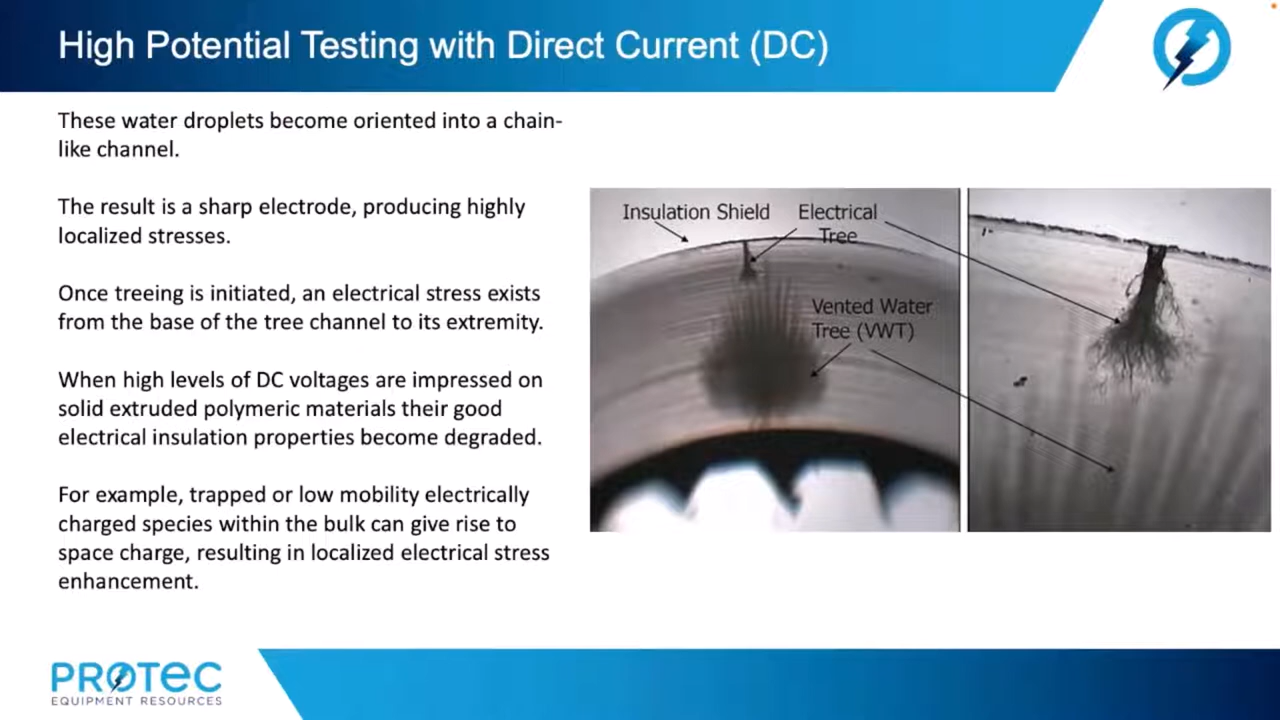 High Potential Testing with Direct Current (DC)
These water droplets become oriented into a chain-
like channel.
The result is a sharp electrode, producing highly
localized stresses.
Once treeing is initiated, an electrical stress exists
from the base of the tree channel to its extremity.
When high levels of DC voltages are impressed on
solid extruded polymeric materials their good
electrical insulation properties become degraded.
For example, trapped or low mobility electrically
charged species within the bulk can give rise to
space charge, resulting in localized electrical stress
enhancement.
Insulation Shield
Electrical
Tree
Vented Water
Tree (VWT)
PROTEC
EQUIPMENT RESOURCES